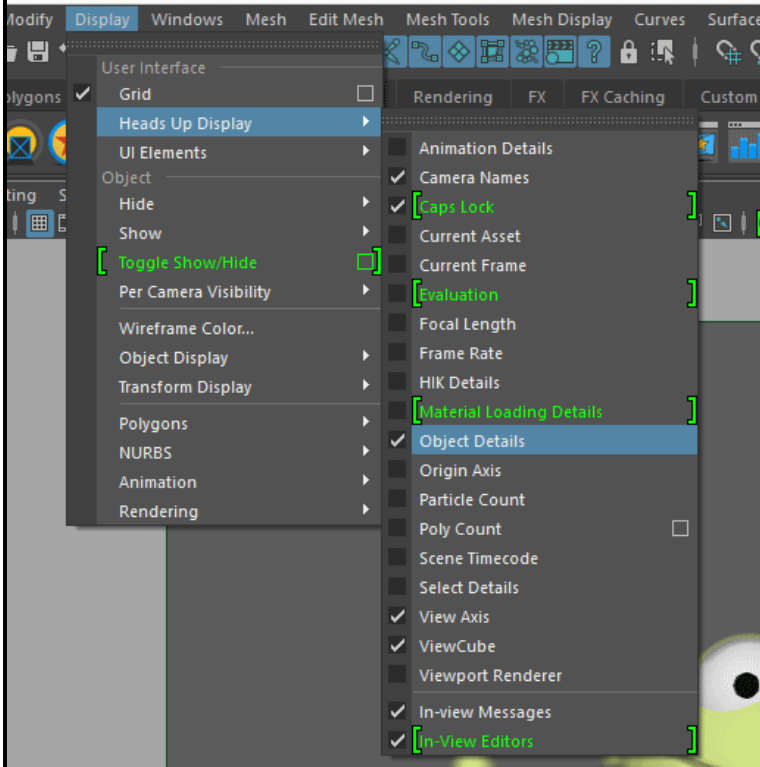 Modify Display Windows Mesh Edit Mesh Mesh Tools Mesh Display Curves Surface
User Interface
Grid
Heads Up Display
UI Elements
Object
Hide
Show
Toggle Show/Hide
Per Camera Visibility
Wireframe Color...
Object Display
Transform Display
Polygons
NURBS
Animation
Rendering
olygons Rendering FX FX Caching Custom
ting S
Animation Details
Camera Names
Caps Lock
Current Asset
Current Frame
Evaluation
Focal Length
Frame Rate
HIK Details
Material Loading Details
Object Details
Origin Axis
Particle Count
Poly Count
Scene Timecode
Select Details
View Axis
ViewCube
Viewport Renderer
In-view Messages
In-View Editors